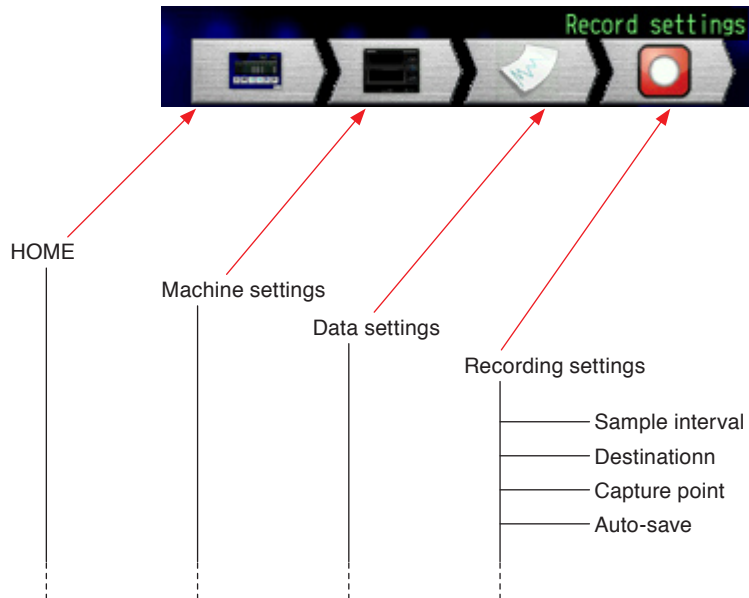 Record settings
HOME
Machine settings
Data settings
Recording settings
Sample interval
Destinationn
Capture point
Auto-save